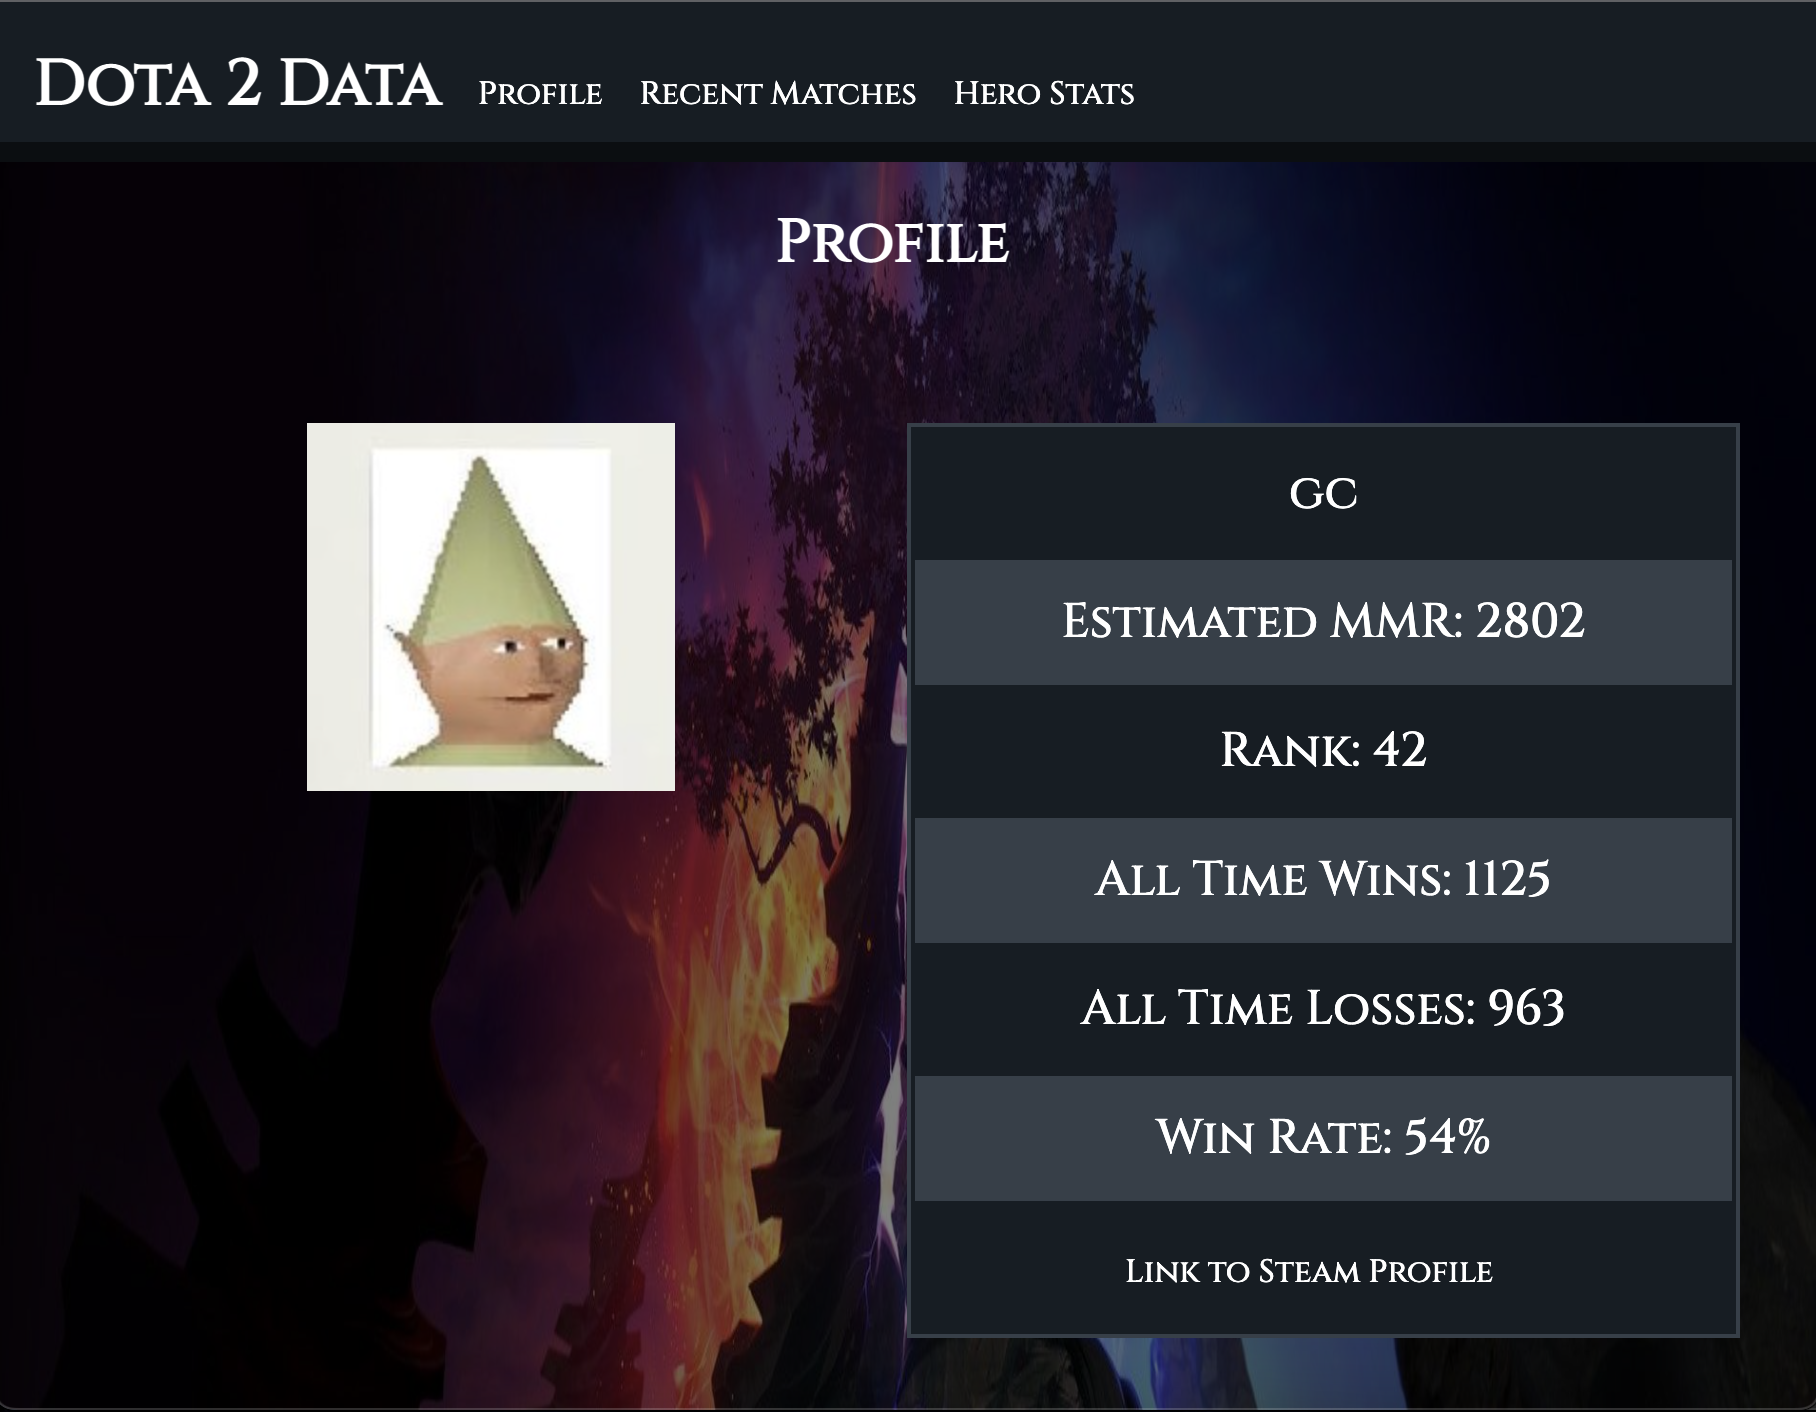 Dota 2 Data
Profile
Recent Matches
Hero Stats
Profile
GC
Estimated MMR: 2802
Rank: 42
All Time Wins: 1125
All Time Losses: 963
Win Rate: 54%
Link to Steam Profile